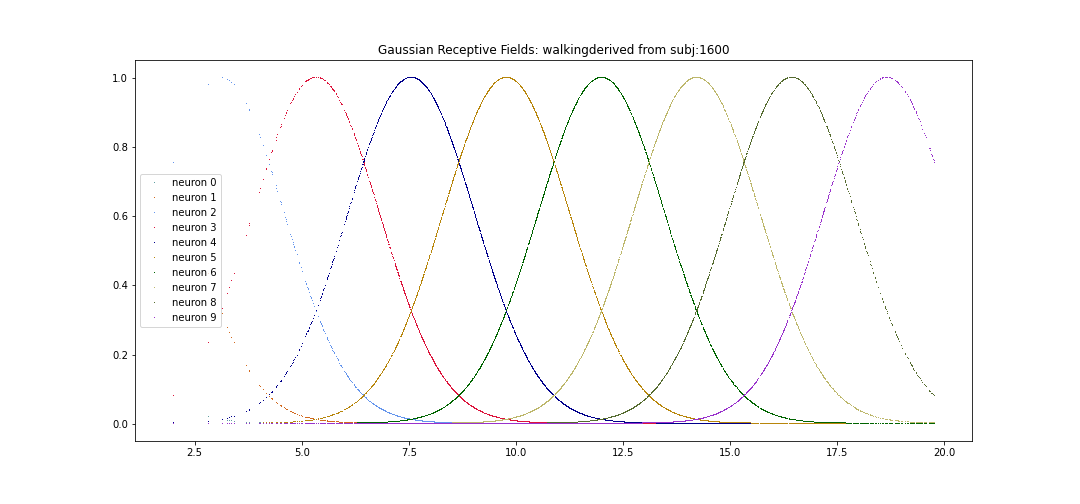 Gaussian Receptive Fields: walkingderived from subj:1600
1.0
0.8
0.6
0.4
0.2
0.0
neuron 0
neuron 1
neuron 2
neuron 3
neuron 4
neuron 5
neuron 6
neuron 7
neuron 8
neuron 9
2.5 5.0 7.5 10.0 12.5 15.0 17.5 20.0